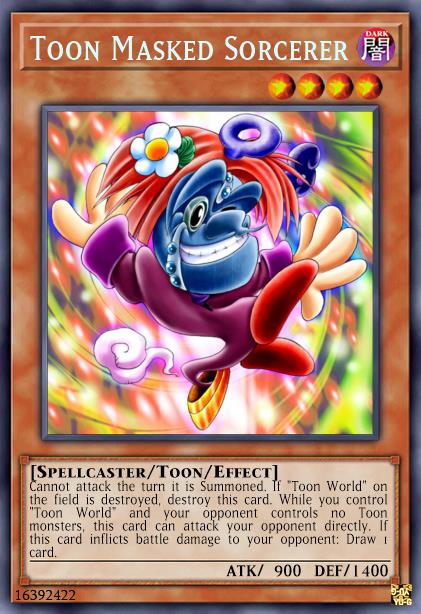 TOON MASKED SORCERER
DARK
闇
[SPELLCASTER/TOON/EFFECT]
Cannot attack the turn it is Summoned. If "Toon World" on
the field is destroyed, destroy this card. While you control
"Toon World" and your opponent controls no Toon
monsters, this card can attack your opponent directly. If
this card inflicts battle damage to your opponent: Draw 1
card.
ATK/ 900 DEF/1400
16392422